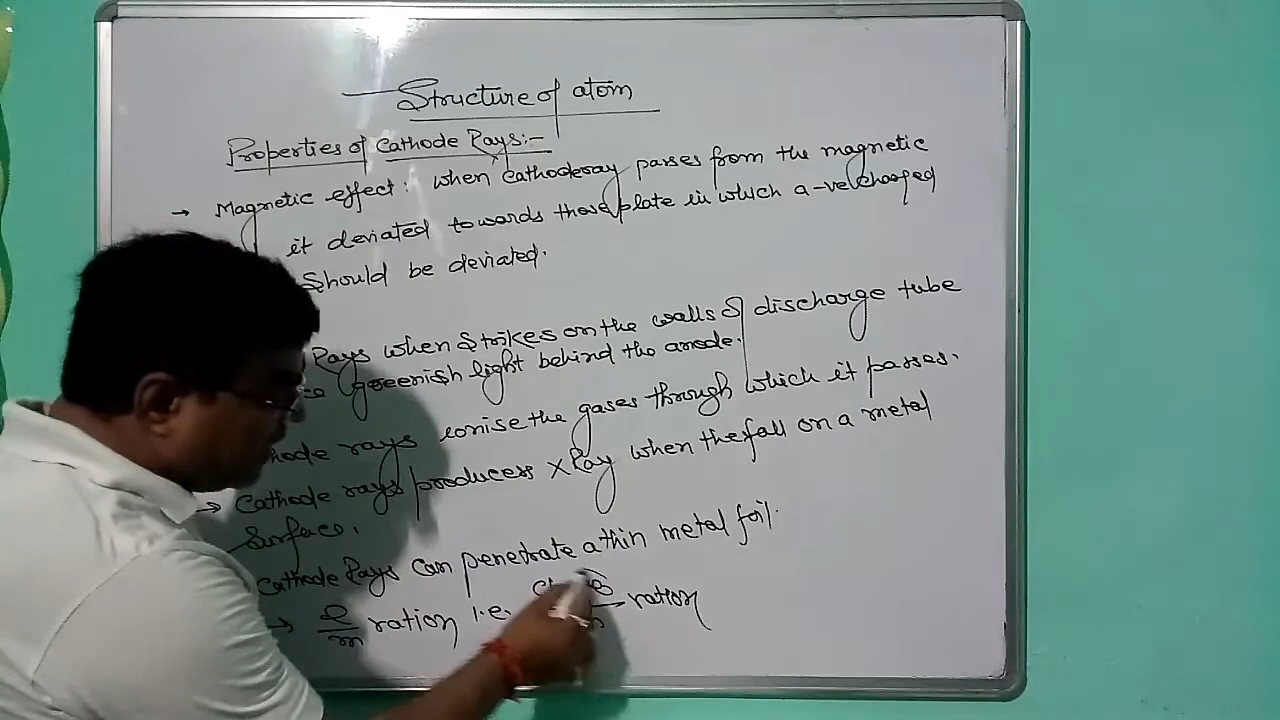 Structure of atom
Properties of Cathode Rays:-
→ Magnetic effect: when Cathoderay passes from the magnetic
it deviated towards those plate in which a -ve charged
Should be deviated.
Rays when Strikes on the walls of discharge tube
greenish light behind the anode.
rays ionise the gases through which it passes.
→ Cathode rays producess X Ray when the fall on a metal
Surface.
Cathode Rays Can penetrate a thin metal foil.
→ e/m ration i.e. ration